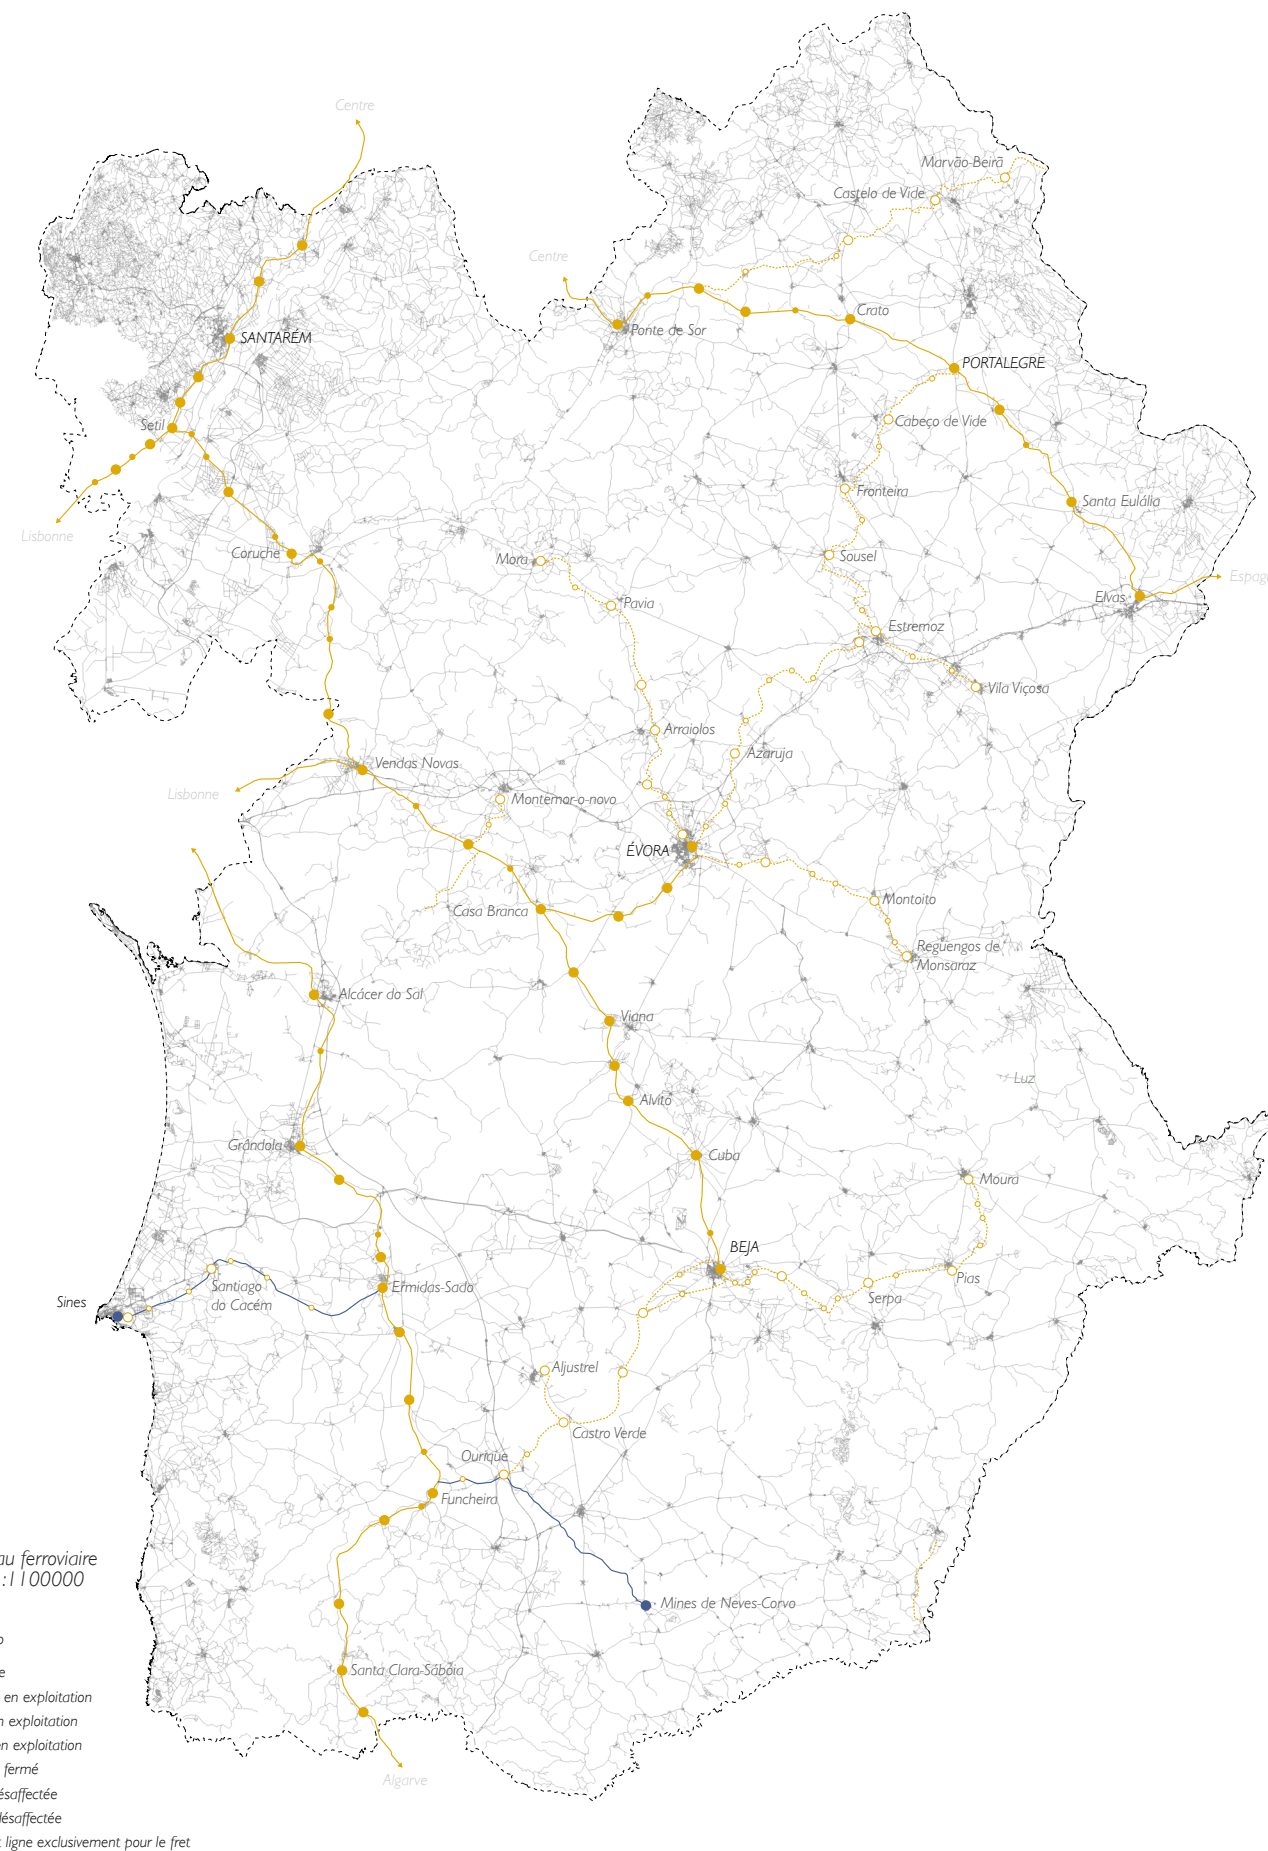 Centre
Marvão-Beirã
Castelo de Vide
Centre
Crato
Ponte de Sor
SANTARÉM
PORTALEGRE
Cabeço de Vide
Setil
Fronteira
Santa Eulália
Lisbonne
Coruche
Mora
Sousel
Espag
Elvas
Pavia
Estremoz
Vila Viçosa
Arraiolos
Azaruja
Vendas Novas
Lisbonne
Montemor-o-novo
ÉVORA
Montoito
Casa Branca
Reguengos de
Monsaraz
Alcácer do Sal
Viana
Luz
Alvito
Grândola
Cuba
Moura
BEJA
Pias
Santiago
do Cacém
Ermidas-Sado
Serpa
Sines
Aljustrel
Castro Verde
Ourique
Funcheira
au ferroviaire
:1100000
Mines de Neves-Corvo
o
e
Santa Clara-Sabóia
en exploitation
n exploitation
en exploitation
fermé
Algarve
ésaffectée
désaffectée
t ligne exclusivement pour le fret